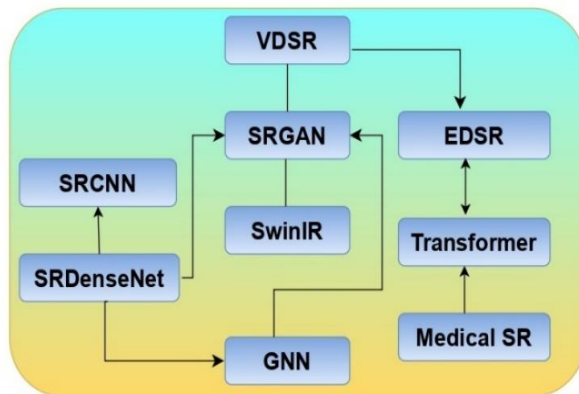 VDSR
SRGAN
EDSR
SRCNN
SwinIR
Transformer
SRDenseNet
GNN
Medical SR